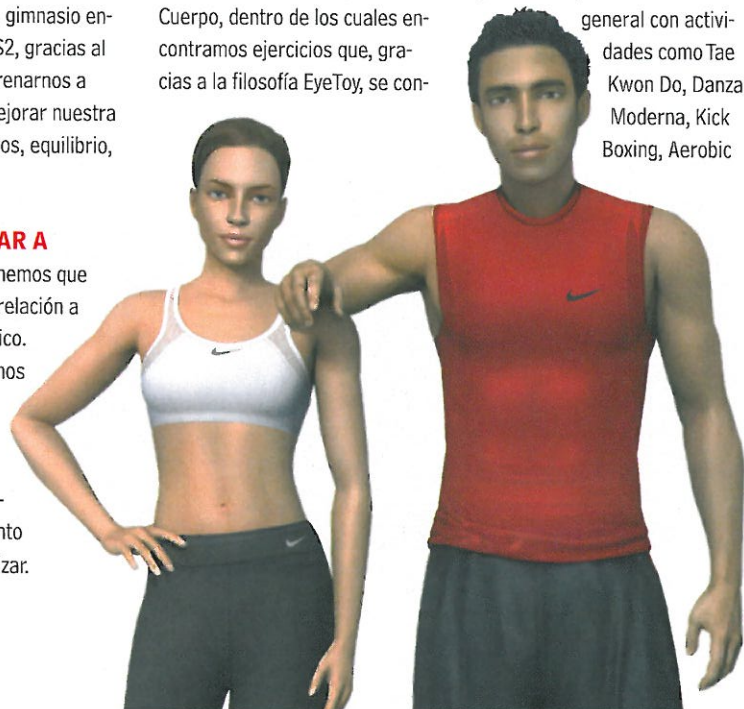 gimnasio en-
S2, gracias al
renarnos a
ejorar nuestra
os, equilibrio,
AR A
nemos que
relación a
ico.
nos
-
nto
zar.
Cuerpo, dentro de los cuales en-
contramos ejercicios que, gra-
cias a la filosofía EyeToy, se con-
general con activi-
dades como Tae
Kwon Do, Danza
Moderna, Kick
Boxing, Aerobic